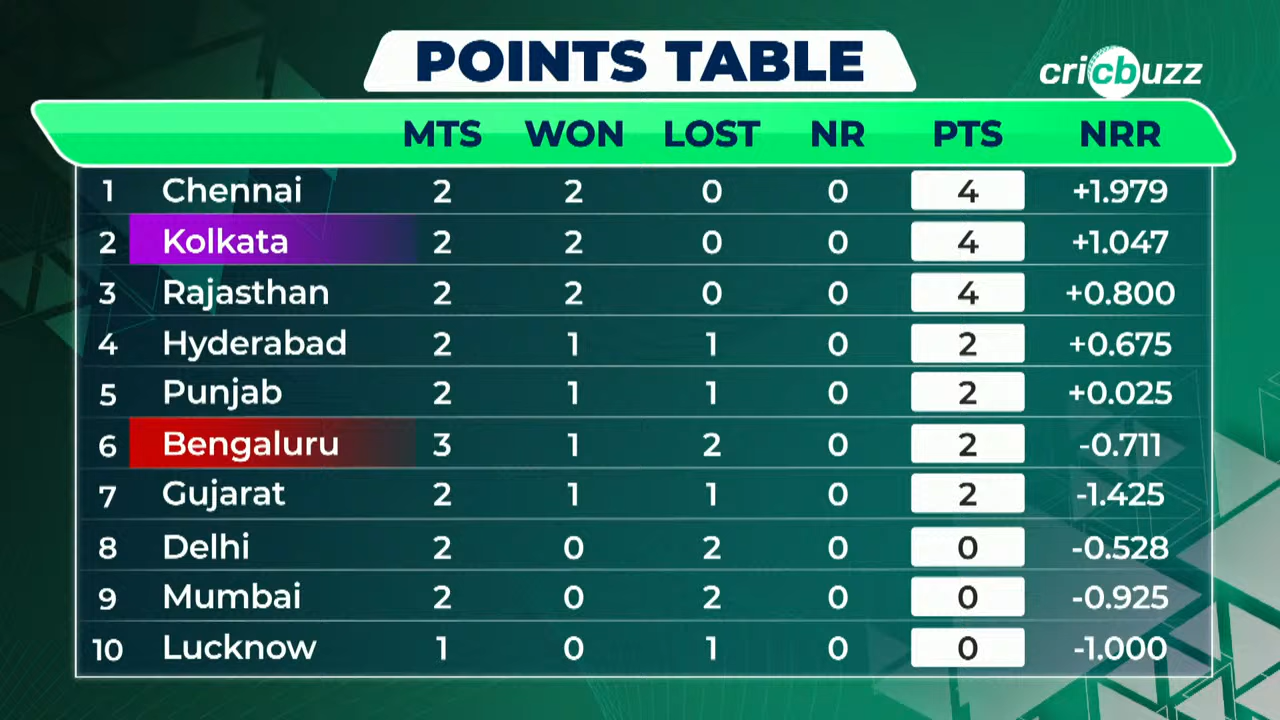 POINTS TABLE
cricbuzz
MTS WON LOST NR PTS NRR
1 Chennai 2 2 0 0 4 +1.979
2 Kolkata 2 2 0 0 4 +1.047
3 Rajasthan 2 2 0 0 4 +0.800
4 Hyderabad 2 1 1 0 2 +0.675
5 Punjab 2 1 1 0 2 +0.025
6 Bengaluru 3 1 2 0 2 -0.711
7 Gujarat 2 1 1 0 2 -1.425
8 Delhi 2 0 2 0 0 -0.528
9 Mumbai 2 0 2 0 0 -0.925
10 Lucknow 1 0 1 0 0 -1.000